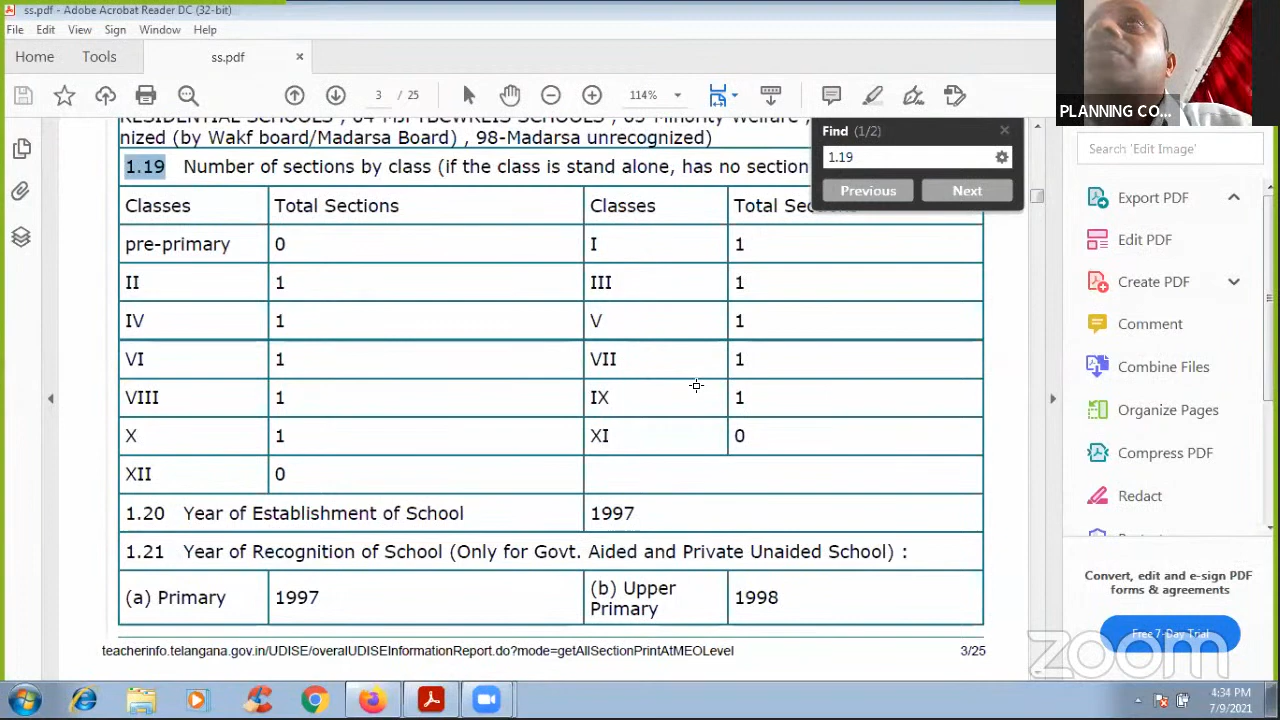 ss.pdf - Adobe Acrobat Reader DC (32-bit)
File Edit View Sign Window Help
Home Tools ss.pdf ×
3 / 25 114%
PLANNING CO...
nized (by Wakf board/Madarsa Board) , 98-Madarsa unrecognized)
Find (1/2)
1.19
Previous Next
Search 'Edit Image'
1.19 Number of sections by class (if the class is stand alone, has no section
Classes Total Sections Classes Total Sections
pre-primary 0 I 1
II 1 III 1
IV 1 V 1
VI 1 VII 1
VIII 1 IX 1
X 1 XI 0
XII 0
1.20 Year of Establishment of School 1997
1.21 Year of Recognition of School (Only for Govt. Aided and Private Unaided School) :
(a) Primary 1997 (b) Upper Primary 1998
teacherinfo.telangana.gov.in/UDISE/overalUDISEInformationReport.do?mode=getAllSectionPrintAtMEOLevel 3/25
Export PDF
Edit PDF
Create PDF
Comment
Combine Files
Organize Pages
Compress PDF
Redact
Convert, edit and e-sign PDF
forms & agreements
Free 7-Day Trial
zoom
4:34 PM
7/9/2021